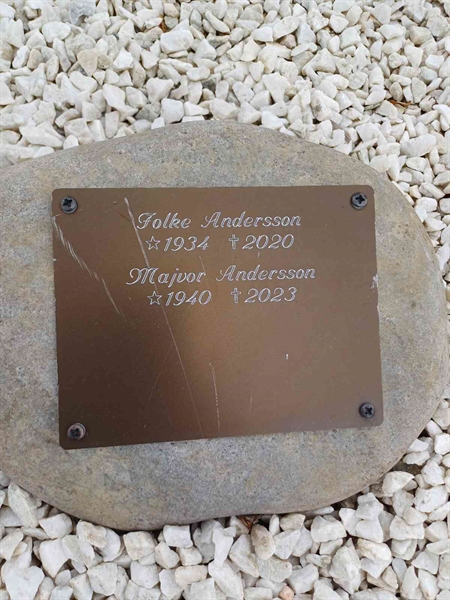 Folke Andersson
☆1934 †2020
Majvor Andersson
☆1940 †2023